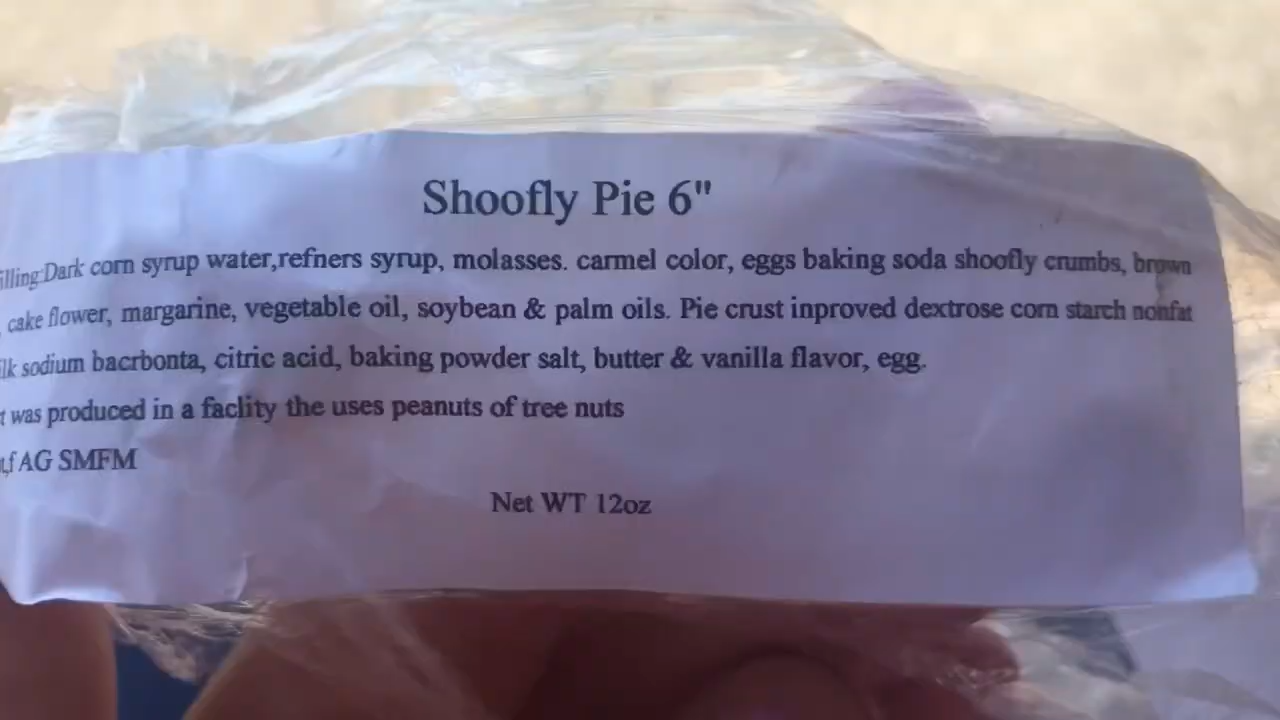 Shoofly Pie 6"
illing:Dark corn syrup water,refners syrup, molasses. carmel color, eggs baking soda shoofly crumbs, brown
, cake flower, margarine, vegetable oil, soybean & palm oils. Pie crust inproved dextrose corn starch nonfat
ilk sodium bacrbonta, citric acid, baking powder salt, butter & vanilla flavor, egg.
t was produced in a faclity the uses peanuts of tree nuts
AG SMFM
Net WT 12oz